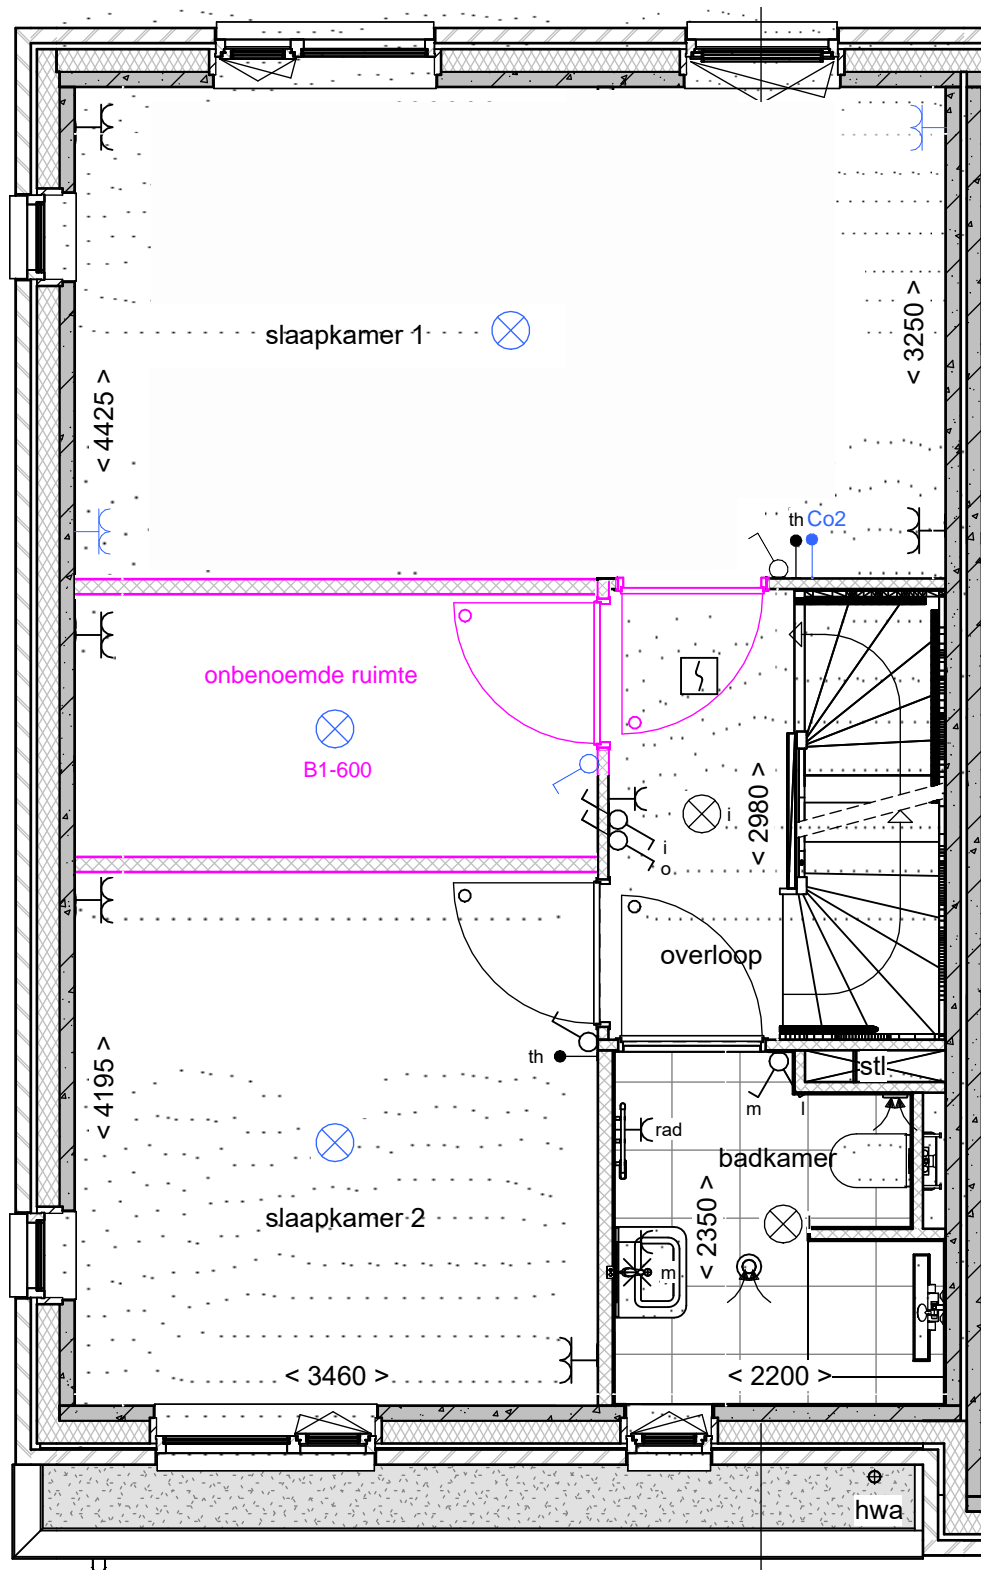 slaapkamer 1
< 3250 >
< 4425 >
th Co2
onbenoemde ruimte
B1-600
< 2980 >
i
i
o
overloop
th
stl
m
l
< 4195 >
rad
badkamer
slaapkamer 2
< 2350 >
l
m
< 3460 >
< 2200 >
hwa